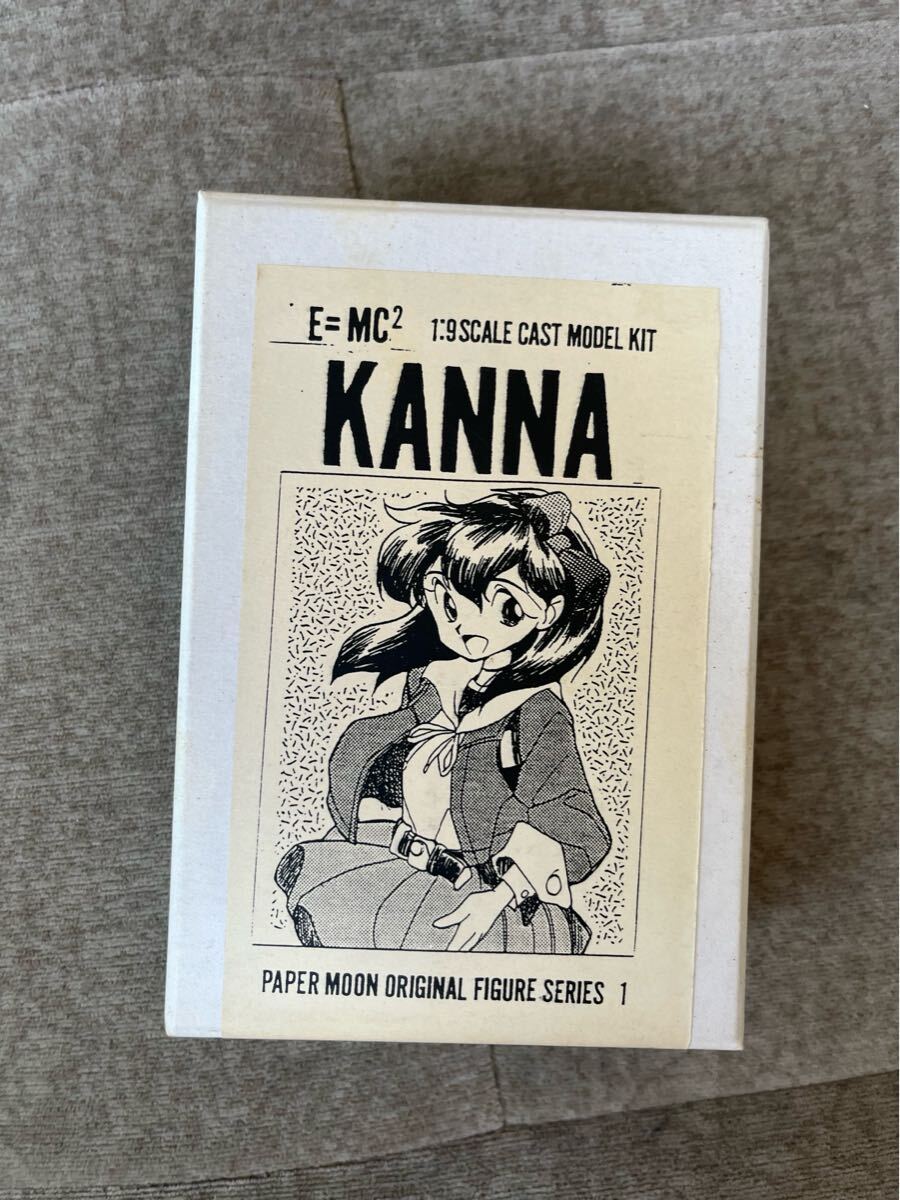 E=MC² 1:9 SCALE CAST MODEL KIT
KANNA
PAPER MOON ORIGINAL FIGURE SERIES 1